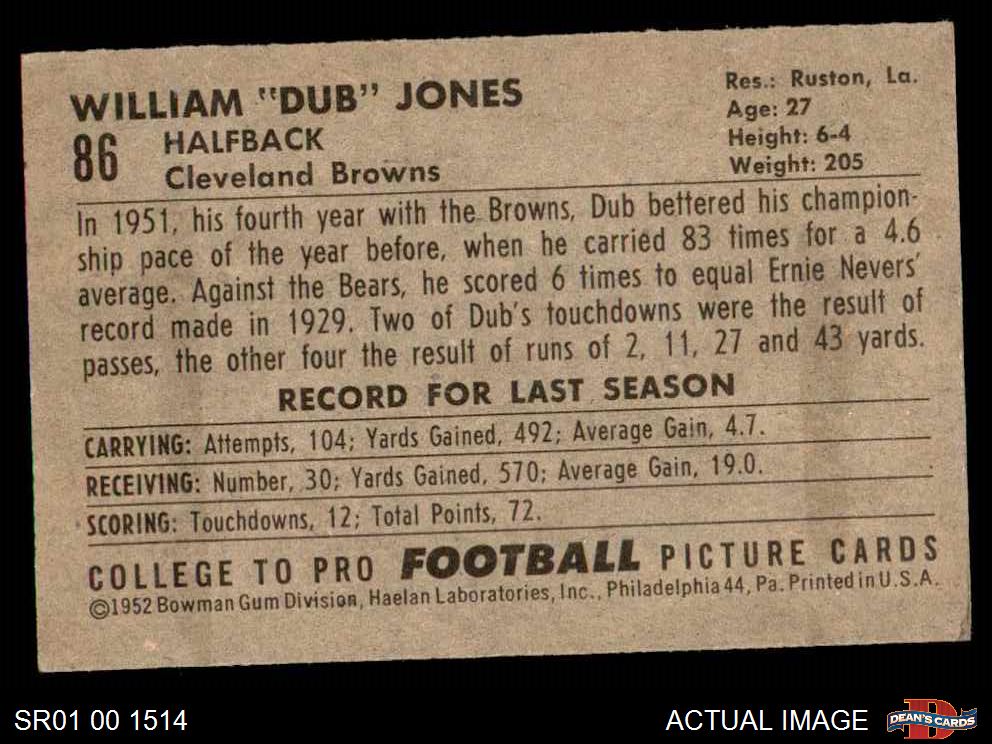 WILLIAM "DUB" JONES
86 HALFBACK
Cleveland Browns
Res.: Ruston, La.
Age: 27
Height: 6-4
Weight: 205
In 1951, his fourth year with the Browns, Dub bettered his champion-
ship pace of the year before, when he carried 83 times for a 4.6
average. Against the Bears, he scored 6 times to equal Ernie Nevers'
record made in 1929. Two of Dub's touchdowns were the result of
passes, the other four the result of runs of 2, 11, 27 and 43 yards.
RECORD FOR LAST SEASON
CARRYING: Attempts, 104; Yards Gained, 492; Average Gain, 4.7.
RECEIVING: Number, 30; Yards Gained, 570; Average Gain, 19.0.
SCORING: Touchdowns, 12; Total Points, 72.
COLLEGE TO PRO FOOTBALL PICTURE CARDS
©1952 Bowman Gum Division, Haelan Laboratories, Inc., Philadelphia 44, Pa. Printed in U.S.A.
SR01 00 1514
ACTUAL IMAGE
DEAN'S CARDS